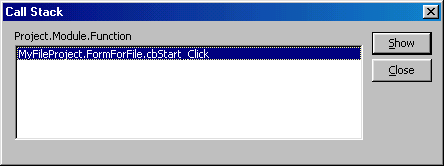 Call Stack
Project.Module.Function
MyFileProject.FormForFile.cbStart_Click
Show
Close